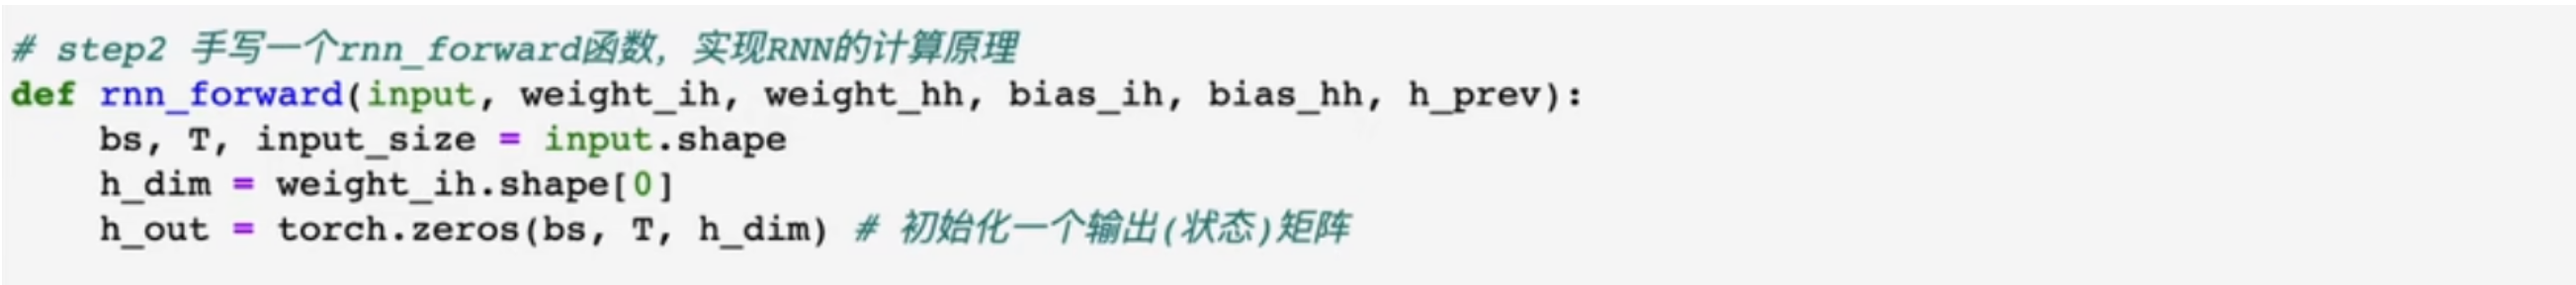 # step2 手写一个rnn_forward函数，实现RNN的计算原理
def rnn_forward(input, weight_ih, weight_hh, bias_ih, bias_hh, h_prev):
    bs, T, input_size = input.shape
    h_dim = weight_ih.shape[0]
    h_out = torch.zeros(bs, T, h_dim) # 初始化一个输出(状态)矩阵